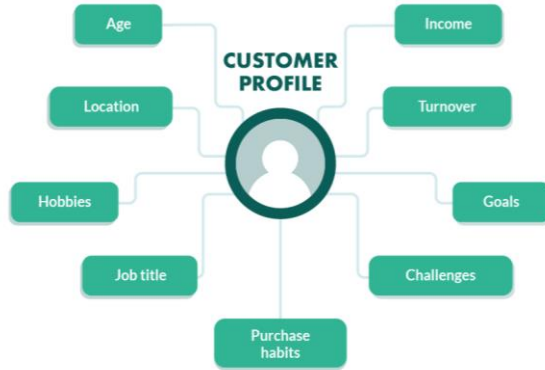 Age
Income
CUSTOMER
PROFILE
Location
Turnover
Hobbies
Goals
Job title
Challenges
Purchase
habits